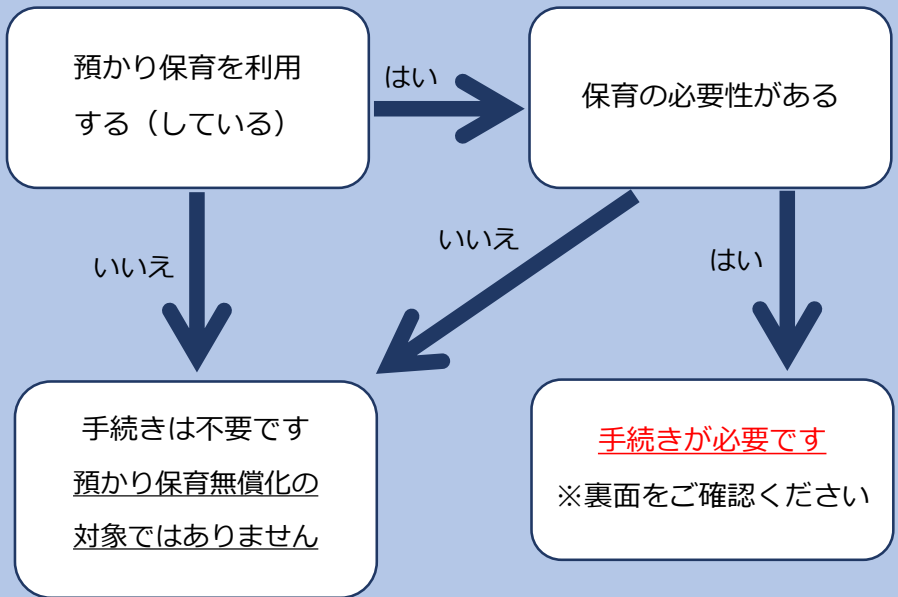 預かり保育を利用
する（している）
はい
保育の必要性がある
いいえ
いいえ
はい
手続きは不要です
預かり保育無償化の
対象ではありません
手続きが必要です
※裏面をご確認ください